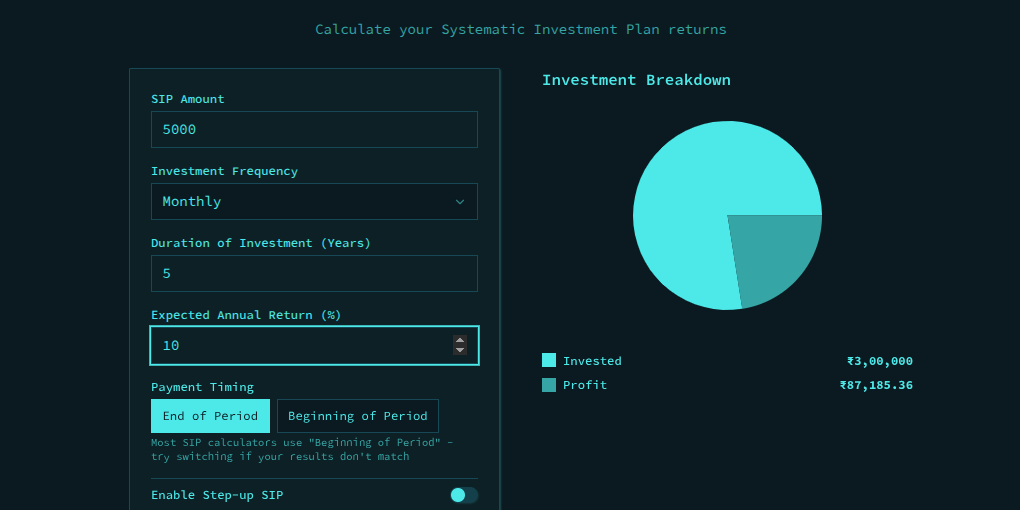 Calculate your Systematic Investment Plan returns
SIP Amount
5000
Investment Frequency
Monthly
Duration of Investment (Years)
5
Expected Annual Return (%)
10
Payment Timing
End of Period
Beginning of Period
Most SIP calculators use "Beginning of Period" –
try switching if your results don't match
Enable Step-up SIP
Investment Breakdown
Invested ₹3,00,000
Profit ₹87,185.36